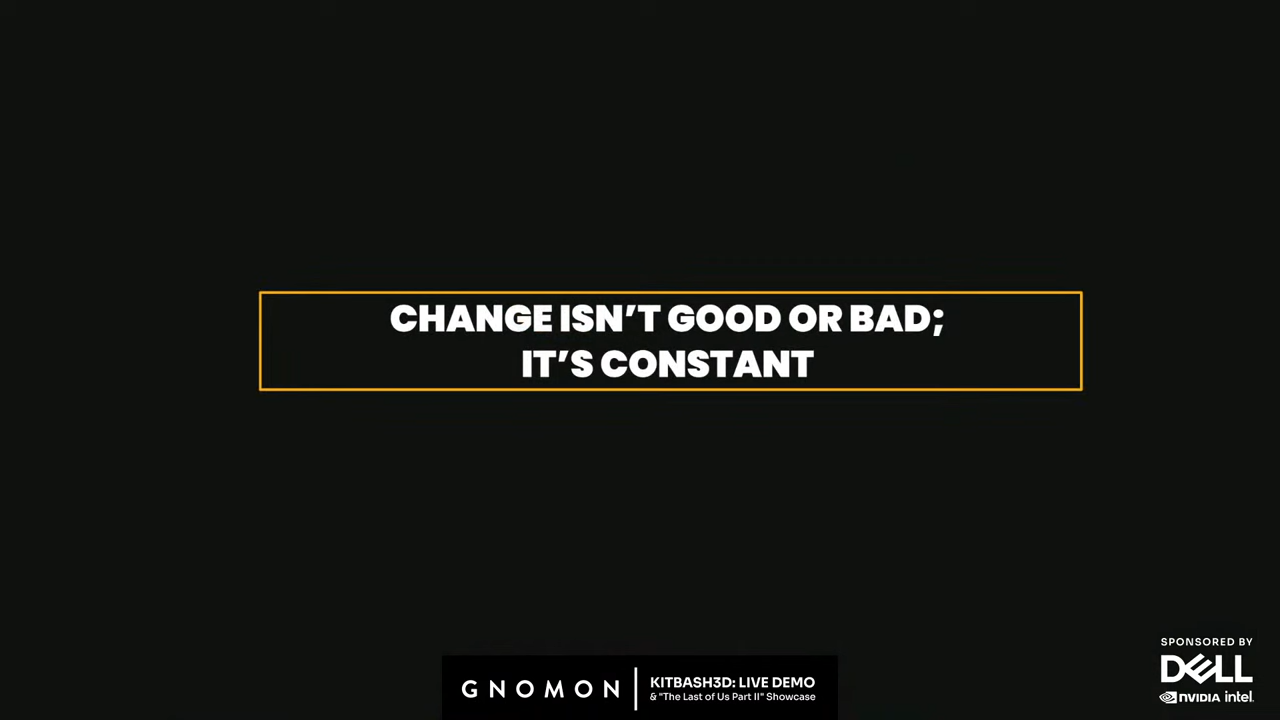 CHANGE ISN'T GOOD OR BAD;
IT'S CONSTANT
SPONSORED BY
DELL
NVIDIA intel.
GNOMON
KITBASH3D: LIVE DEMO
& "The Last of Us Part II" Showcase